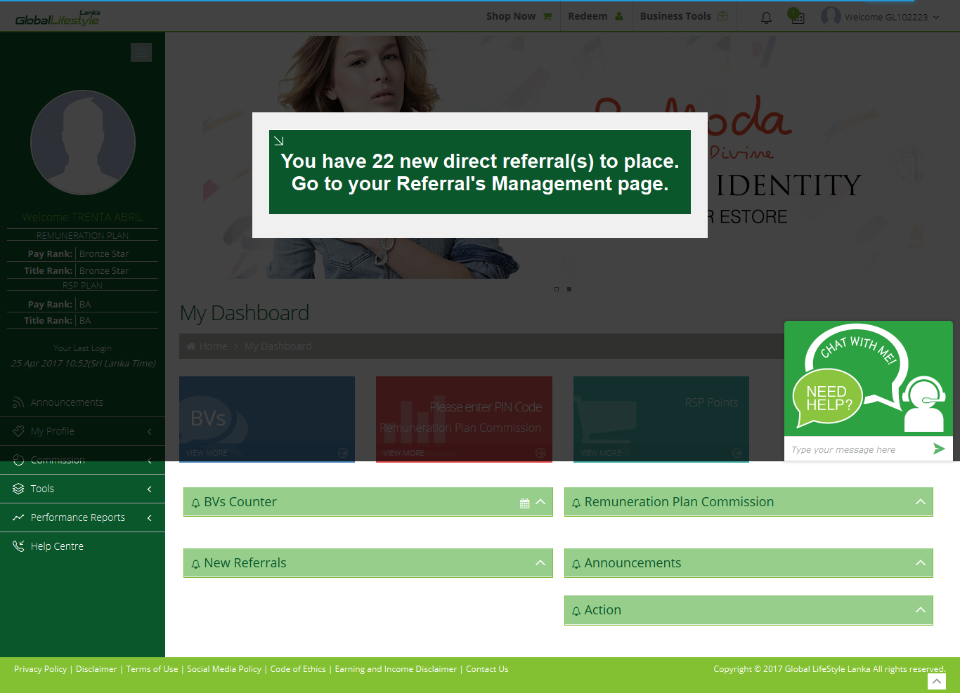 Lanka
GlobalLifestyle
Shop Now
Redeem
Business Tools
Welcome GL102223
Moda
Divine
IDENTITY
R ESTORE
You have 22 new direct referral(s) to place.
Go to your Referral's Management page.
Welcome TRENTA ABRIL
REMUNERATION PLAN
Pay Rank: Bronze Star
Title Rank: Bronze Star
RSP PLAN
Pay Rank: BA
Title Rank: BA
Your Last Login
25 Apr 2017 10:52(Sri Lanka Time)
Announcements
My Profile
Commission
Tools
Performance Reports
Help Centre
My Dashboard
Home > My Dashboard
BVs
VIEW MORE
Please enter PIN Code
Remuneration Plan Commission
VIEW MORE
RSP Points
VIEW MORE
CHAT WITH ME!
NEED
HELP?
Type your message here
BVs Counter
Remuneration Plan Commission
New Referrals
Announcements
Action
Privacy Policy | Disclaimer | Terms of Use | Social Media Policy | Code of Ethics | Earning and Income Disclaimer | Contact Us
Copyright © 2017 Global LifeStyle Lanka All rights reserved.